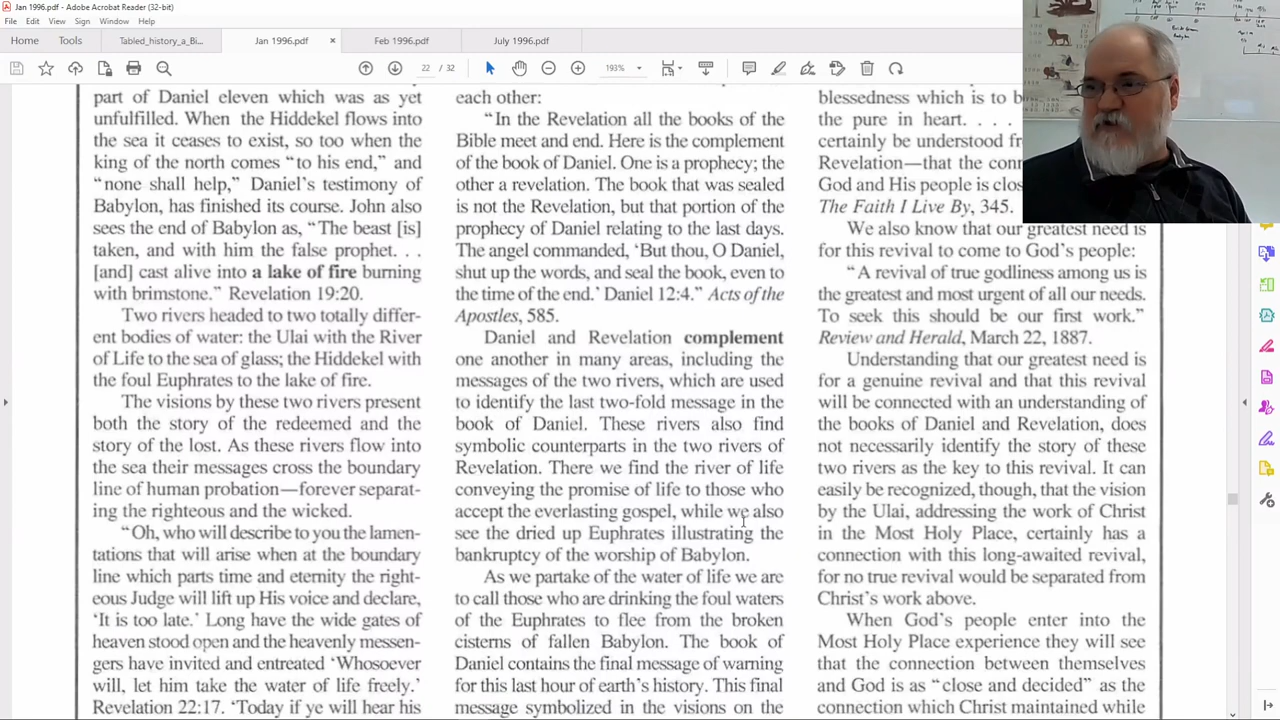 Jan 1996.pdf - Adobe Acrobat Reader (32-bit)
File Edit View Sign Window Help
Home Tools Tabled_history_a_Bi... Jan 1996.pdf × Feb 1996.pdf July 1996.pdf
22 / 32 193%
part of Daniel eleven which was as yet
unfulfilled. When the Hiddekel flows into
the sea it ceases to exist, so too when the
king of the north comes “to his end,” and
“none shall help,” Daniel’s testimony of
Babylon, has finished its course. John also
sees the end of Babylon as, “The beast [is]
taken, and with him the false prophet. . .
[and] cast alive into a lake of fire burning
with brimstone.” Revelation 19:20.
Two rivers headed to two totally differ-
ent bodies of water: the Ulai with the River
of Life to the sea of glass; the Hiddekel with
the foul Euphrates to the lake of fire.
The visions by these two rivers present
both the story of the redeemed and the
story of the lost. As these rivers flow into
the sea their messages cross the boundary
line of human probation—forever separat-
ing the righteous and the wicked.
“Oh, who will describe to you the lamen-
tations that will arise when at the boundary
line which parts time and eternity the right-
eous Judge will lift up His voice and declare,
‘It is too late.’ Long have the wide gates of
heaven stood open and the heavenly messen-
gers have invited and entreated ‘Whosoever
will, let him take the water of life freely.’
Revelation 22:17. ‘Today if ye will hear his
each other:
“In the Revelation all the books of the
Bible meet and end. Here is the complement
of the book of Daniel. One is a prophecy; the
other a revelation. The book that was sealed
is not the Revelation, but that portion of the
prophecy of Daniel relating to the last days.
The angel commanded, ‘But thou, O Daniel,
shut up the words, and seal the book, even to
the time of the end.’ Daniel 12:4.” Acts of the
Apostles, 585.
Daniel and Revelation complement
one another in many areas, including the
messages of the two rivers, which are used
to identify the last two-fold message in the
book of Daniel. These rivers also find
symbolic counterparts in the two rivers of
Revelation. There we find the river of life
conveying the promise of life to those who
accept the everlasting gospel, while we also
see the dried up Euphrates illustrating the
bankruptcy of the worship of Babylon.
As we partake of the water of life we are
to call those who are drinking the foul waters
of the Euphrates to flee from the broken
cisterns of fallen Babylon. The book of
Daniel contains the final message of warning
for this last hour of earth’s history. This final
message symbolized in the visions on the
blessedness which is to b
the pure in heart. . . .
certainly be understood fr
Revelation—that the conn
God and His people is clos
The Faith I Live By, 345.
We also know that our greatest need is
for this revival to come to God’s people:
“A revival of true godliness among us is
the greatest and most urgent of all our needs.
To seek this should be our first work.”
Review and Herald, March 22, 1887.
Understanding that our greatest need is
for a genuine revival and that this revival
will be connected with an understanding of
the books of Daniel and Revelation, does
not necessarily identify the story of these
two rivers as the key to this revival. It can
easily be recognized, though, that the vision
by the Ulai, addressing the work of Christ
in the Most Holy Place, certainly has a
connection with this long-awaited revival,
for no true revival would be separated from
Christ’s work above.
When God’s people enter into the
Most Holy Place experience they will see
that the connection between themselves
and God is as “close and decided” as the
connection which Christ maintained while